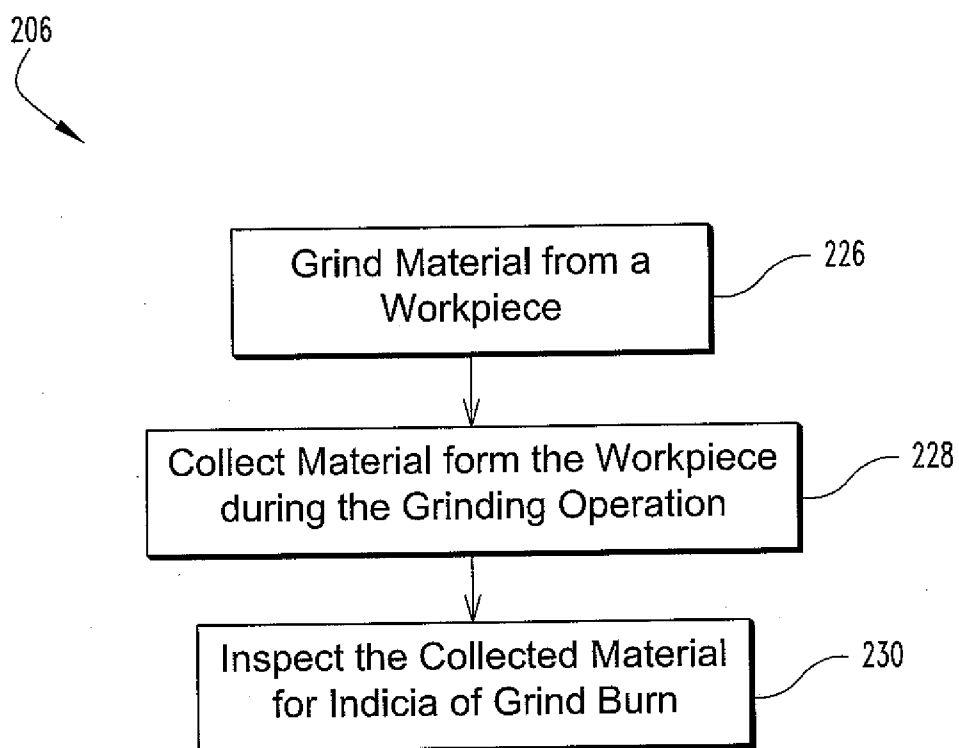 206
Grind Material from a
Workpiece
226
Collect Material form the Workpiece
during the Grinding Operation
228
Inspect the Collected Material
for Indicia of Grind Burn
230